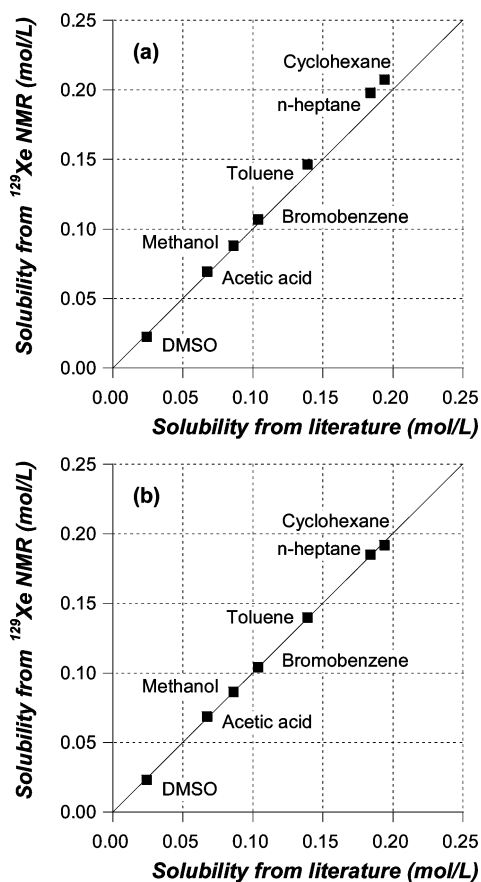 (a)
Solubility from ¹²⁹Xe NMR (mol/L)
0.25
0.20
0.15
0.10
0.05
0.00
Cyclohexane
n-heptane
Toluene
Bromobenzene
Methanol
Acetic acid
DMSO
0.00 0.05 0.10 0.15 0.20 0.25
Solubility from literature (mol/L)
(b)
Solubility from ¹²⁹Xe NMR (mol/L)
0.25
0.20
0.15
0.10
0.05
0.00
Cyclohexane
n-heptane
Toluene
Bromobenzene
Methanol
Acetic acid
DMSO
0.00 0.05 0.10 0.15 0.20 0.25
Solubility from literature (mol/L)